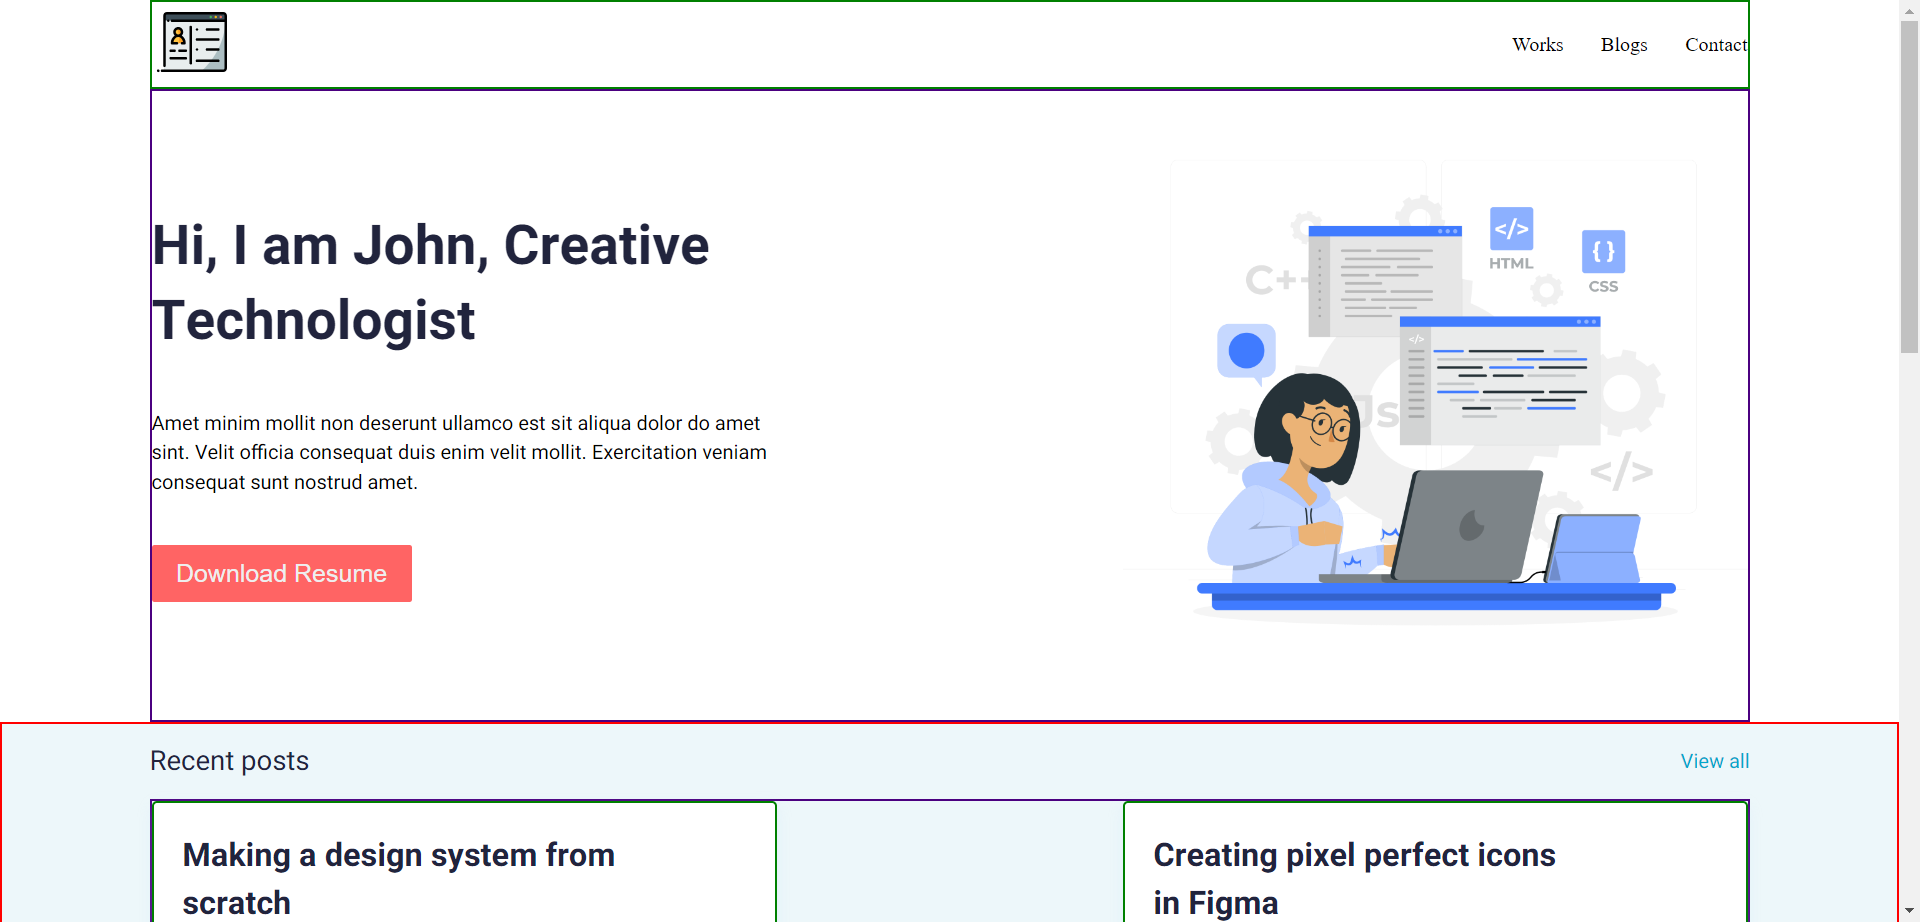 Works Blogs Contact
Hi, I am John, Creative
Technologist
Amet minim mollit non deserunt ullamco est sit aliqua dolor do amet
sint. Velit officia consequat duis enim velit mollit. Exercitation veniam
consequat sunt nostrud amet.
Download Resume
</>
HTML
{ }
CSS
C++
</>
Js
</>
Recent posts
View all
Making a design system from
scratch
Creating pixel perfect icons
in Figma